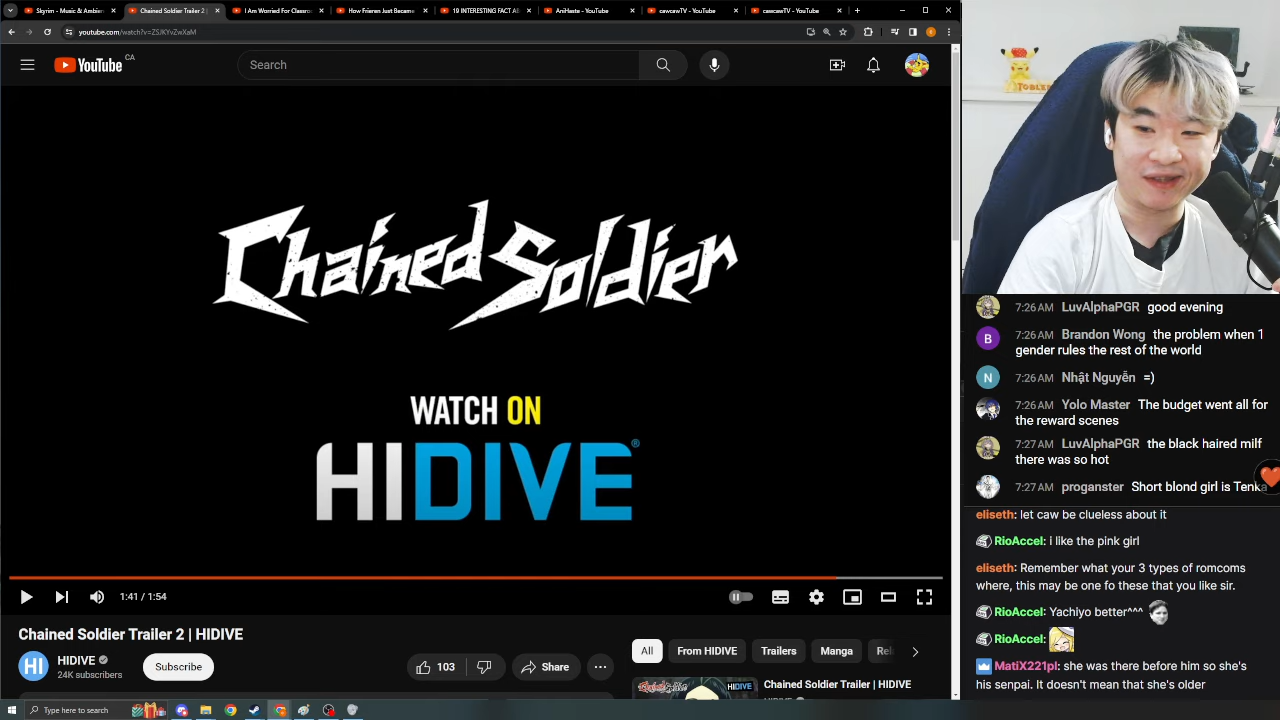 Skyrim - Music & Ambien
Chained Soldier Trailer 2 |
I Am Worried For Classro
How Frieren Just Became
19 INTERESTING FACT A
AniHaste - YouTube
cawcawTV - YouTube
cawcawTV - YouTube
youtube.com/watch?v=ZSJKYvZwXaM
YouTube CA
Search
TOBLER
Chained Soldier
WATCH ON
HIDIVE®
1:41 / 1:54
Chained Soldier Trailer 2 | HIDIVE
HI
HIDIVE
24K subscribers
Subscribe
103
Share
All
From HIDIVE
Trailers
Manga
Rel
Chained Soldier
HIDIVE
Chained Soldier Trailer | HIDIVE
Type here to search
7:26 AM LuvAlphaPGR good evening
B 7:26 AM Brandon Wong the problem when 1
gender rules the rest of the world
N 7:26 AM Nhật Nguyễn =)
7:26 AM Yolo Master The budget went all for
the reward scenes
7:27 AM LuvAlphaPGR the black haired milf
there was so hot
7:27 AM proganster Short blond girl is Tenka
eliseth: let caw be clueless about it
RioAccel: i like the pink girl
eliseth: Remember what your 3 types of romcoms
where, this may be one fo these that you like sir.
RioAccel: Yachiyo better^^^
RioAccel:
MatiX221pl: she was there before him so she's
his senpai. It doesn't mean that she's older